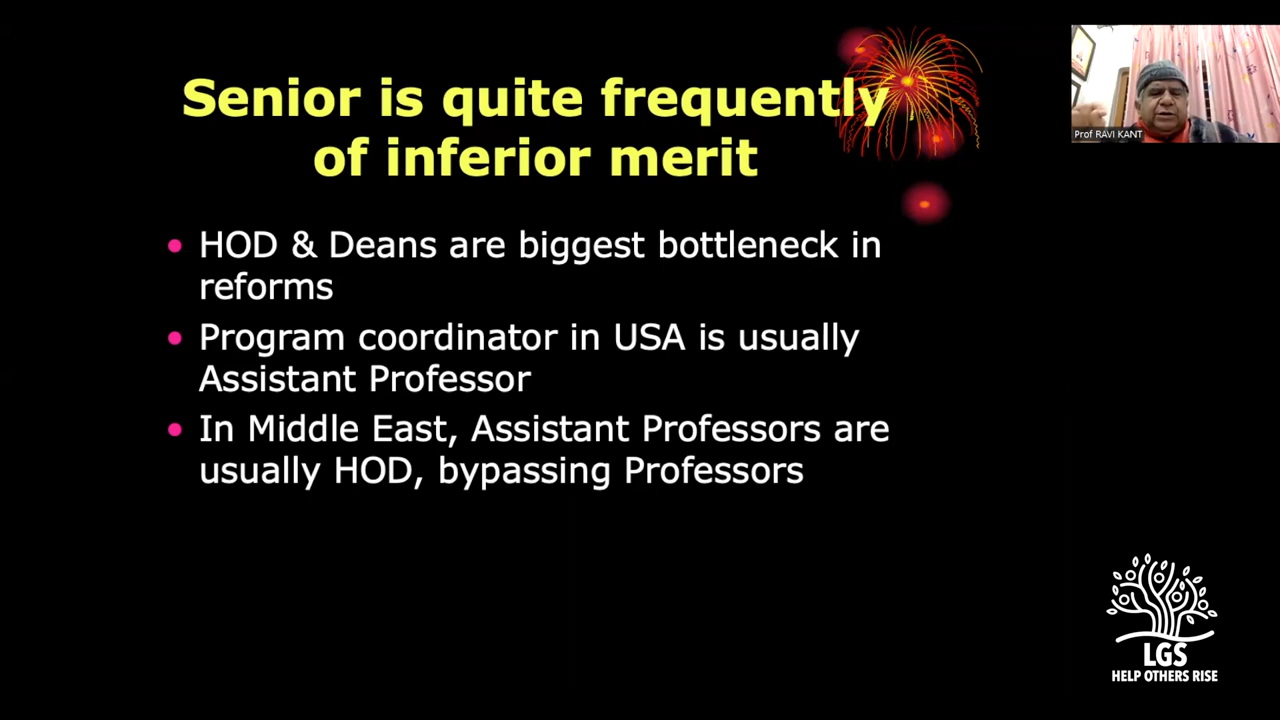 Senior is quite frequently
of inferior merit
Prof RAVI KANT
• HOD & Deans are biggest bottleneck in
reforms
• Program coordinator in USA is usually
Assistant Professor
• In Middle East, Assistant Professors are
usually HOD, bypassing Professors
LGS
HELP OTHERS RISE